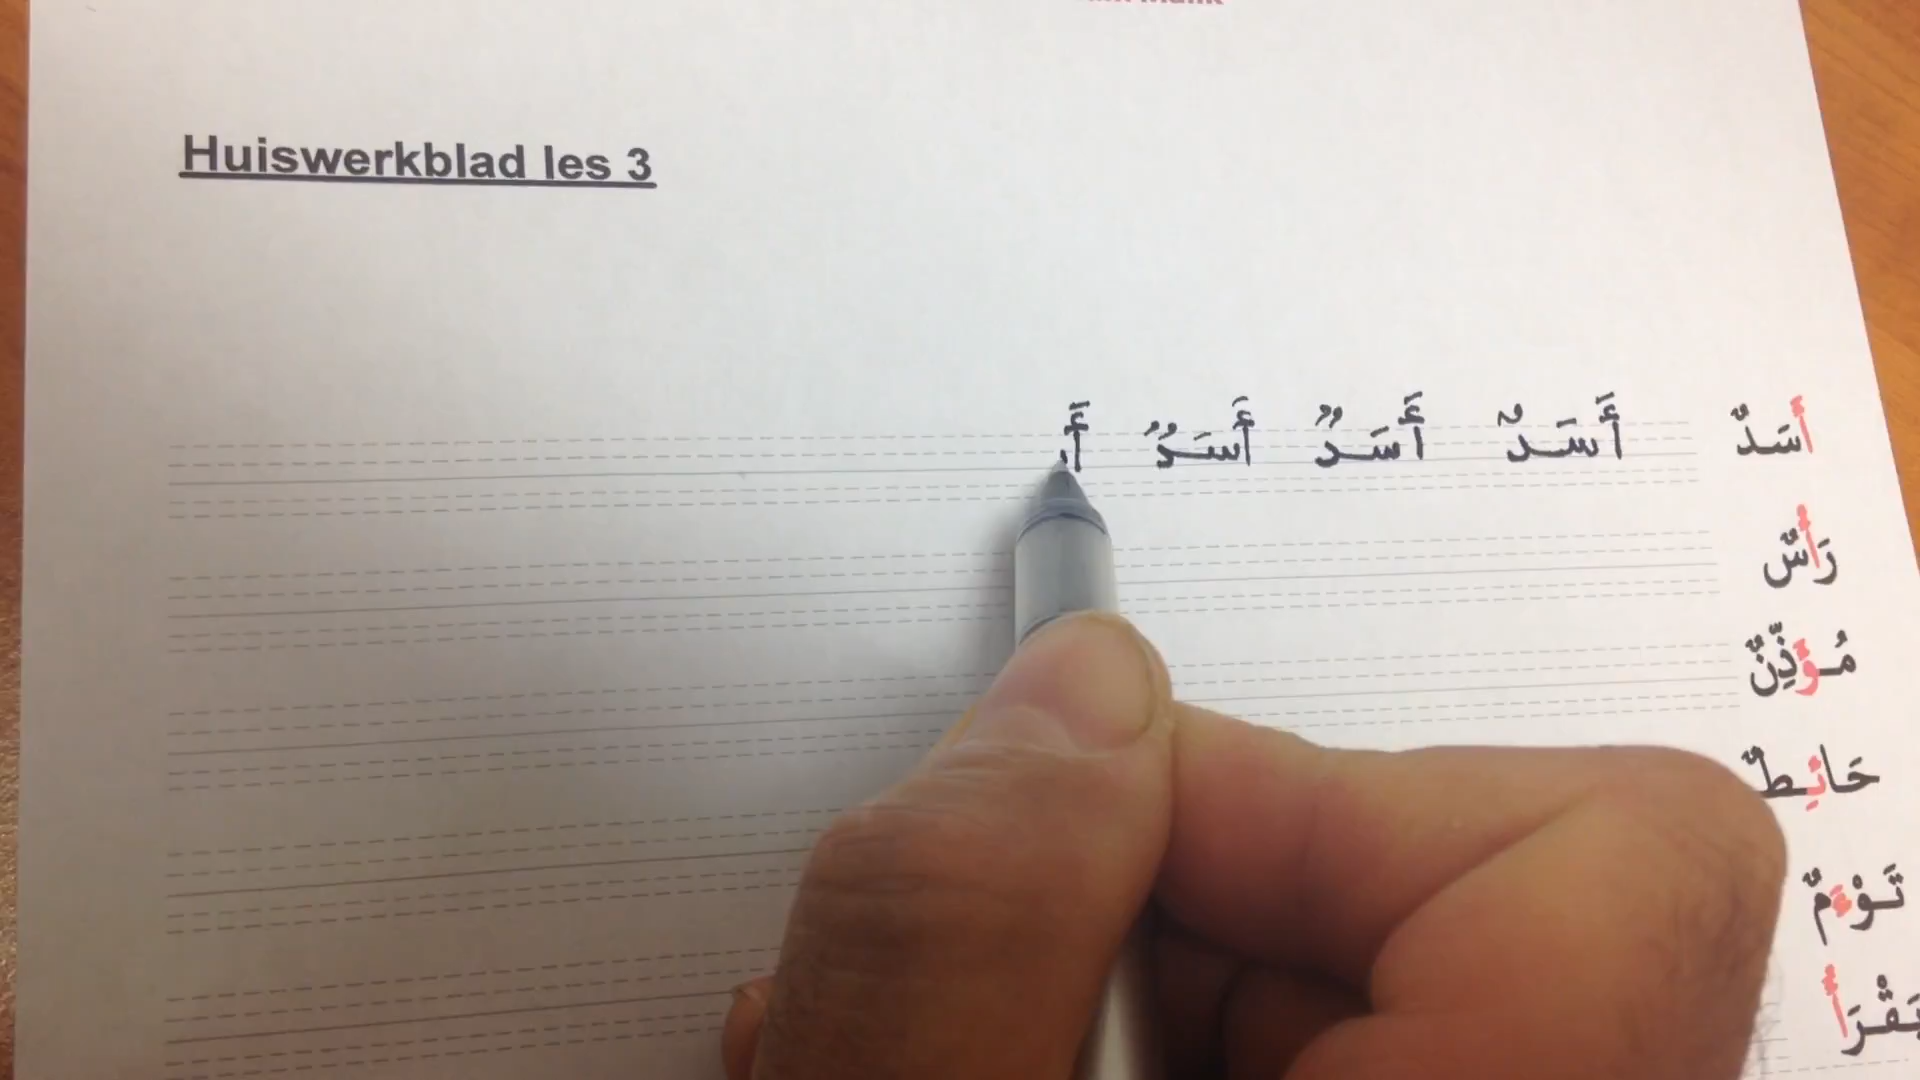 Huiswerkblad les 3
أَسَدٌ أَسَدٌ أَسَدٌ أَسَدٌ أَ
رَأْسٌ
مُؤَذِّنٌ
حَائِطٌ
تَوْءَمٌ
يَقْرَأُ